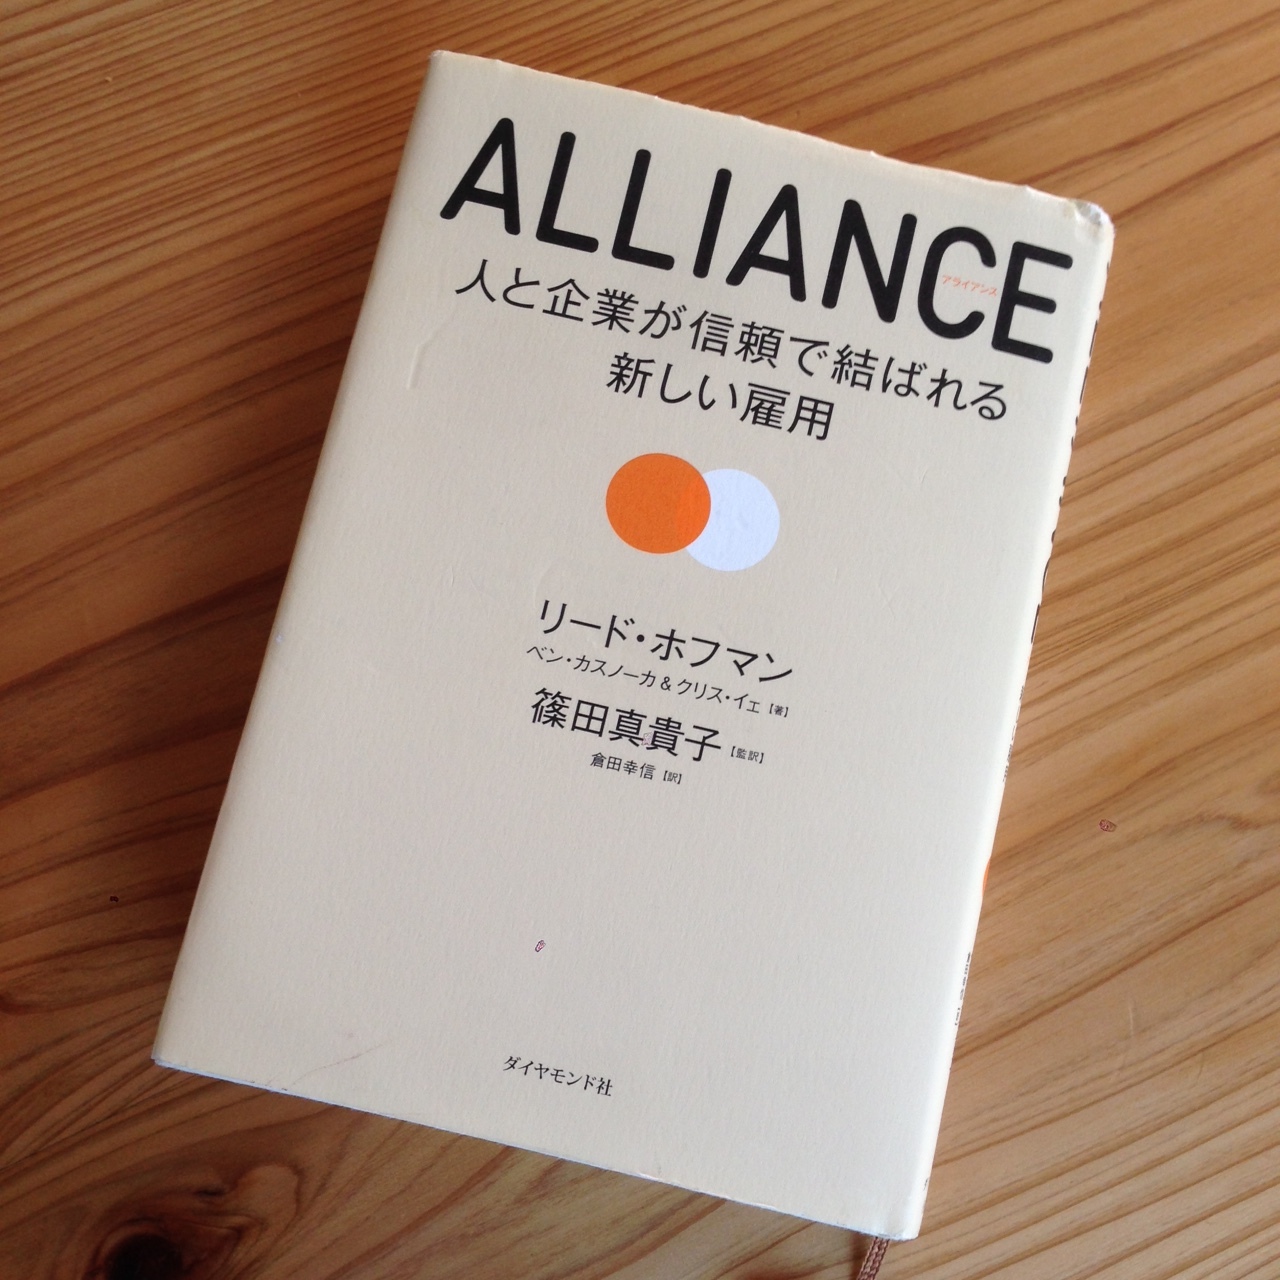 ALLIANCE
アライアンス
人と企業が信頼で結ばれる
新しい雇用
リード・ホフマン
ベン・カスノーカ&クリス・イェ【著】
篠田真貴子【監訳】
倉田幸信【訳】
ダイヤモンド社